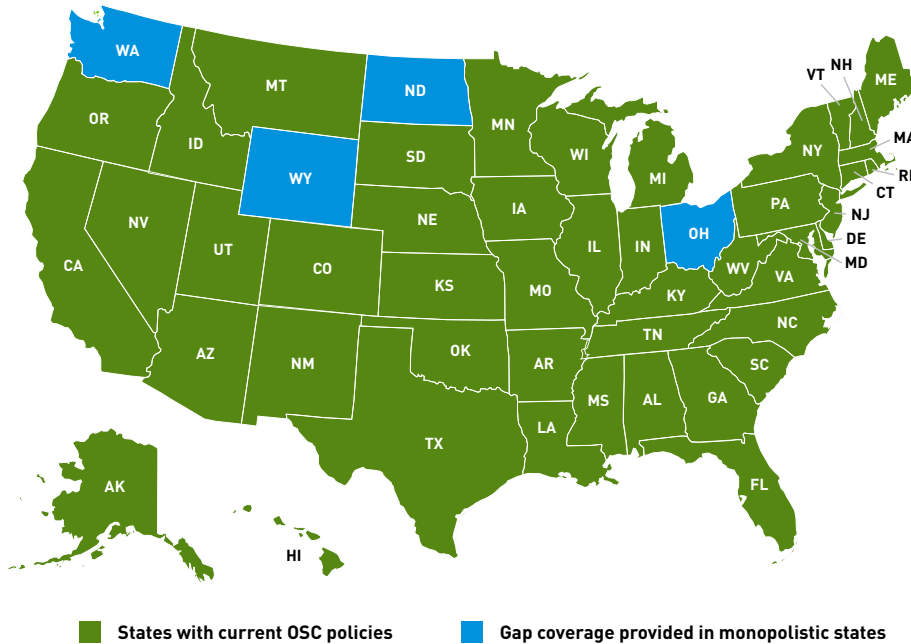 WA
MT
ND
MN
VT
NH
ME
OR
ID
WY
SD
WI
MI
NY
MA
RI
CT
NV
UT
NE
IA
PA
NJ
CA
CO
KS
MO
IL
IN
OH
WV
VA
DE
MD
AZ
NM
OK
AR
KY
TN
NC
SC
TX
LA
MS
AL
GA
FL
AK
HI
States with current OSC policies
Gap coverage provided in monopolistic states